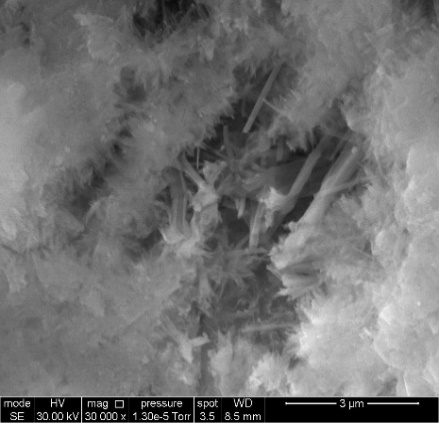 mode HV mag □ pressure spot WD
SE 30.00 kV 30 000 x 1.30e-5 Torr 3.5 8.5 mm
3 µm